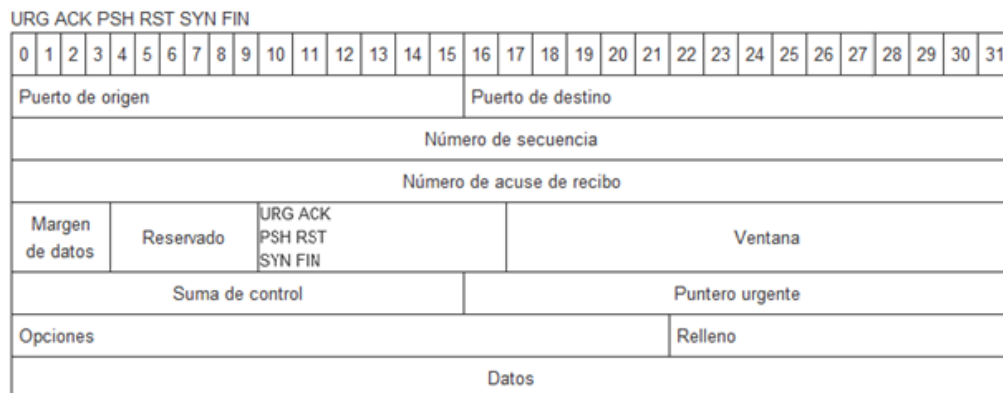 URG ACK PSH RST SYN FIN
0 1 2 3 4 5 6 7 8 9 10 11 12 13 14 15 16 17 18 19 20 21 22 23 24 25 26 27 28 29 30 31
Puerto de origen Puerto de destino
Número de secuencia
Número de acuse de recibo
Margen
de datos
Reservado
URG ACK
PSH RST
SYN FIN
Ventana
Suma de control Puntero urgente
Opciones Relleno
Datos